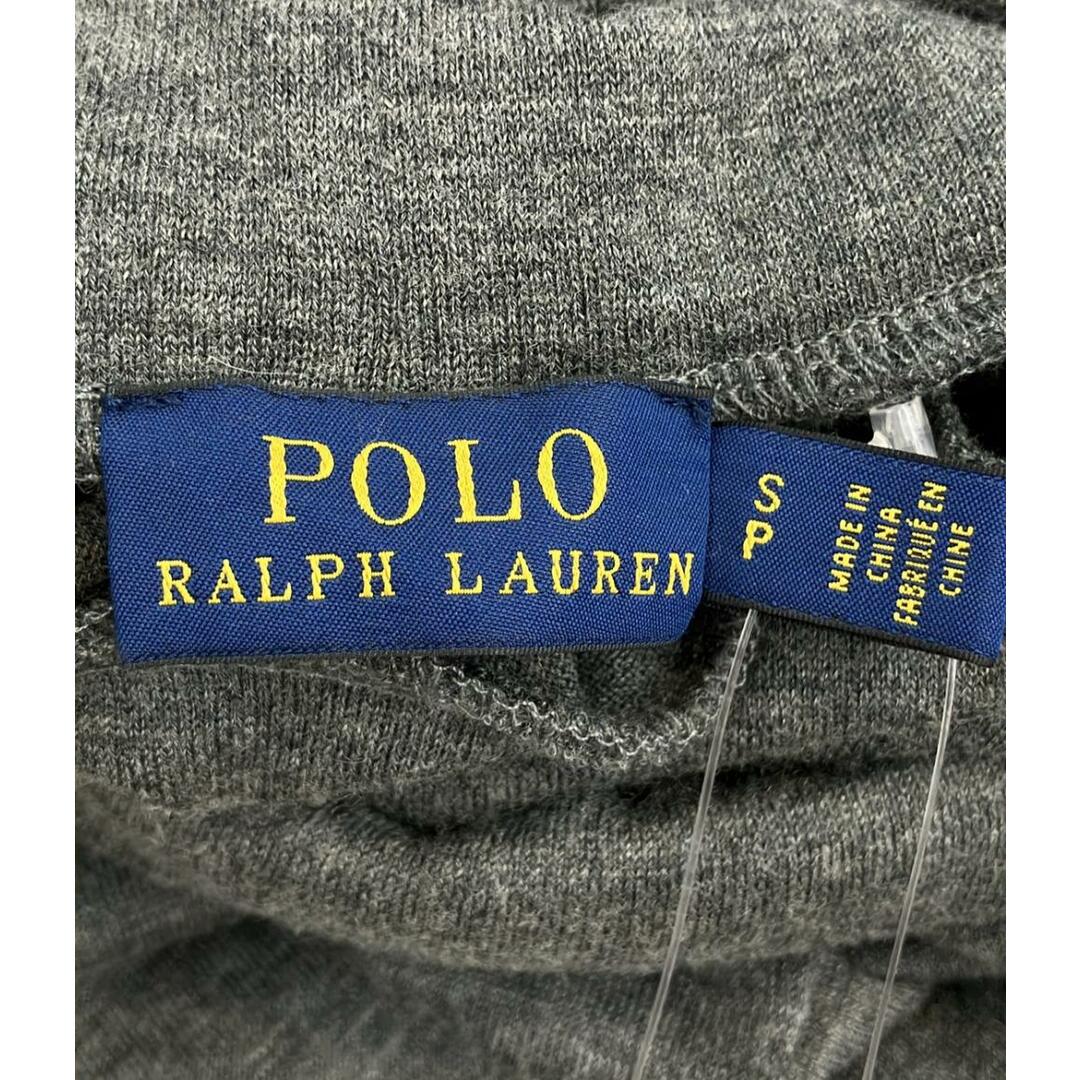 POLO
RALPH LAUREN
S
P
MADE IN
CHINA
FABRIQUÉ EN
CHINE